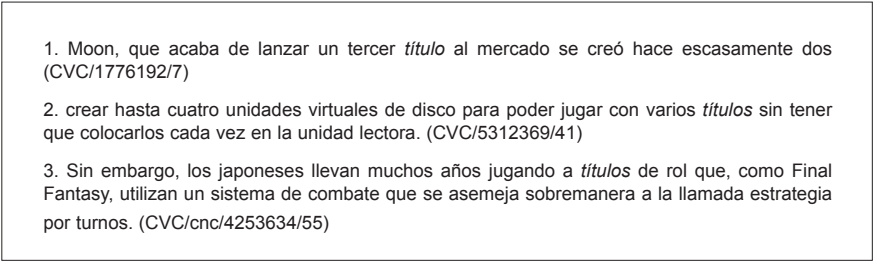 1. Moon, que acaba de lanzar un tercer título al mercado se creó hace escasamente dos
(CVC/1776192/7)
2. crear hasta cuatro unidades virtuales de disco para poder jugar con varios títulos sin tener
que colocarlos cada vez en la unidad lectora. (CVC/5312369/41)
3. Sin embargo, los japoneses llevan muchos años jugando a títulos de rol que, como Final
Fantasy, utilizan un sistema de combate que se asemeja sobremanera a la llamada estrategia
por turnos. (CVC/cnc/4253634/55)